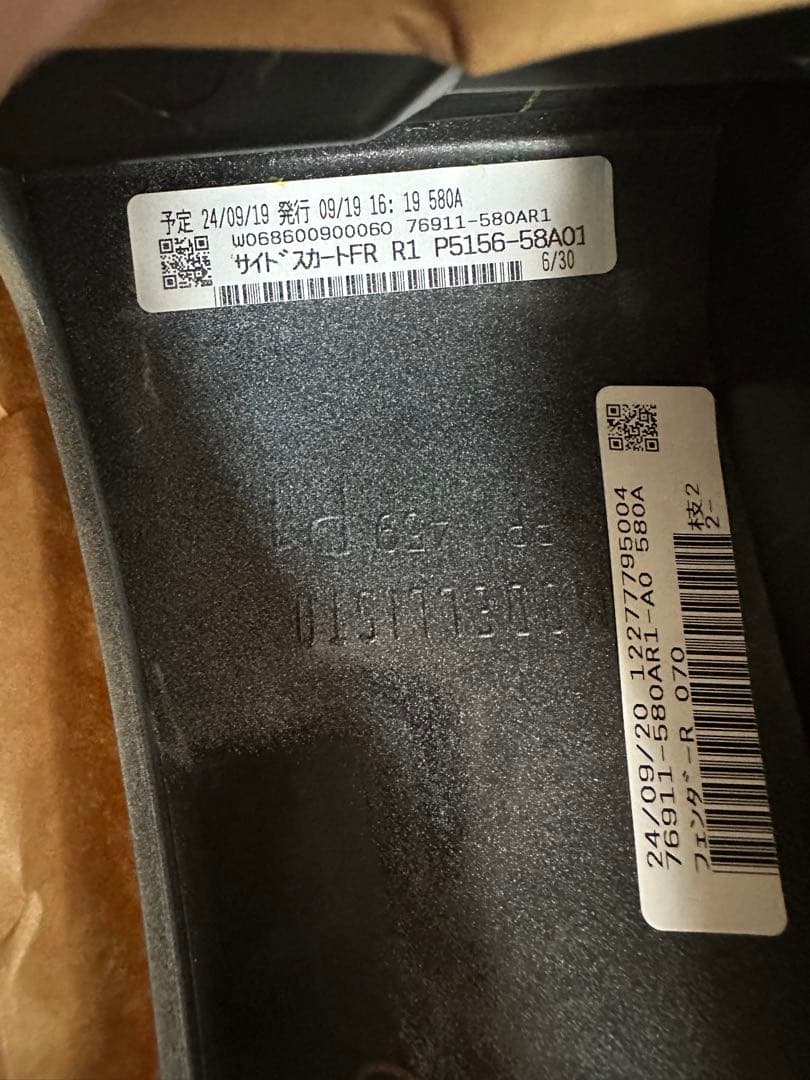 予定 24/09/19 発行 09/19 16:19 580A
W068600900060 76911-580AR1
サイドスカートFR R1 P5156-58A01
6/30
24/09/20 12277795004
76911-580AR1-A0 580A
フェンダーR 070
枝2
2-